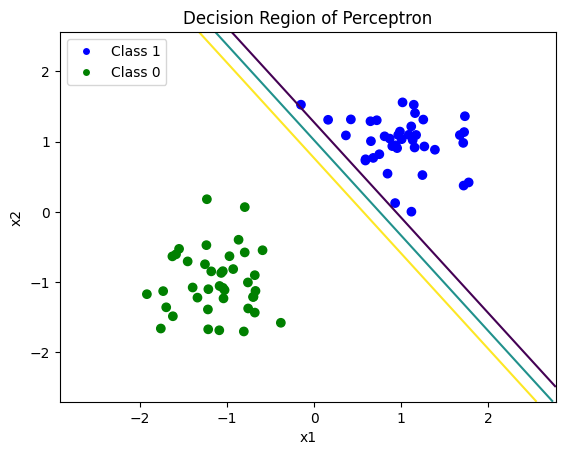 Decision Region of Perceptron
Class 1
Class 0
2
1
0
−1
−2
x2
−2
−1
0
1
2
x1